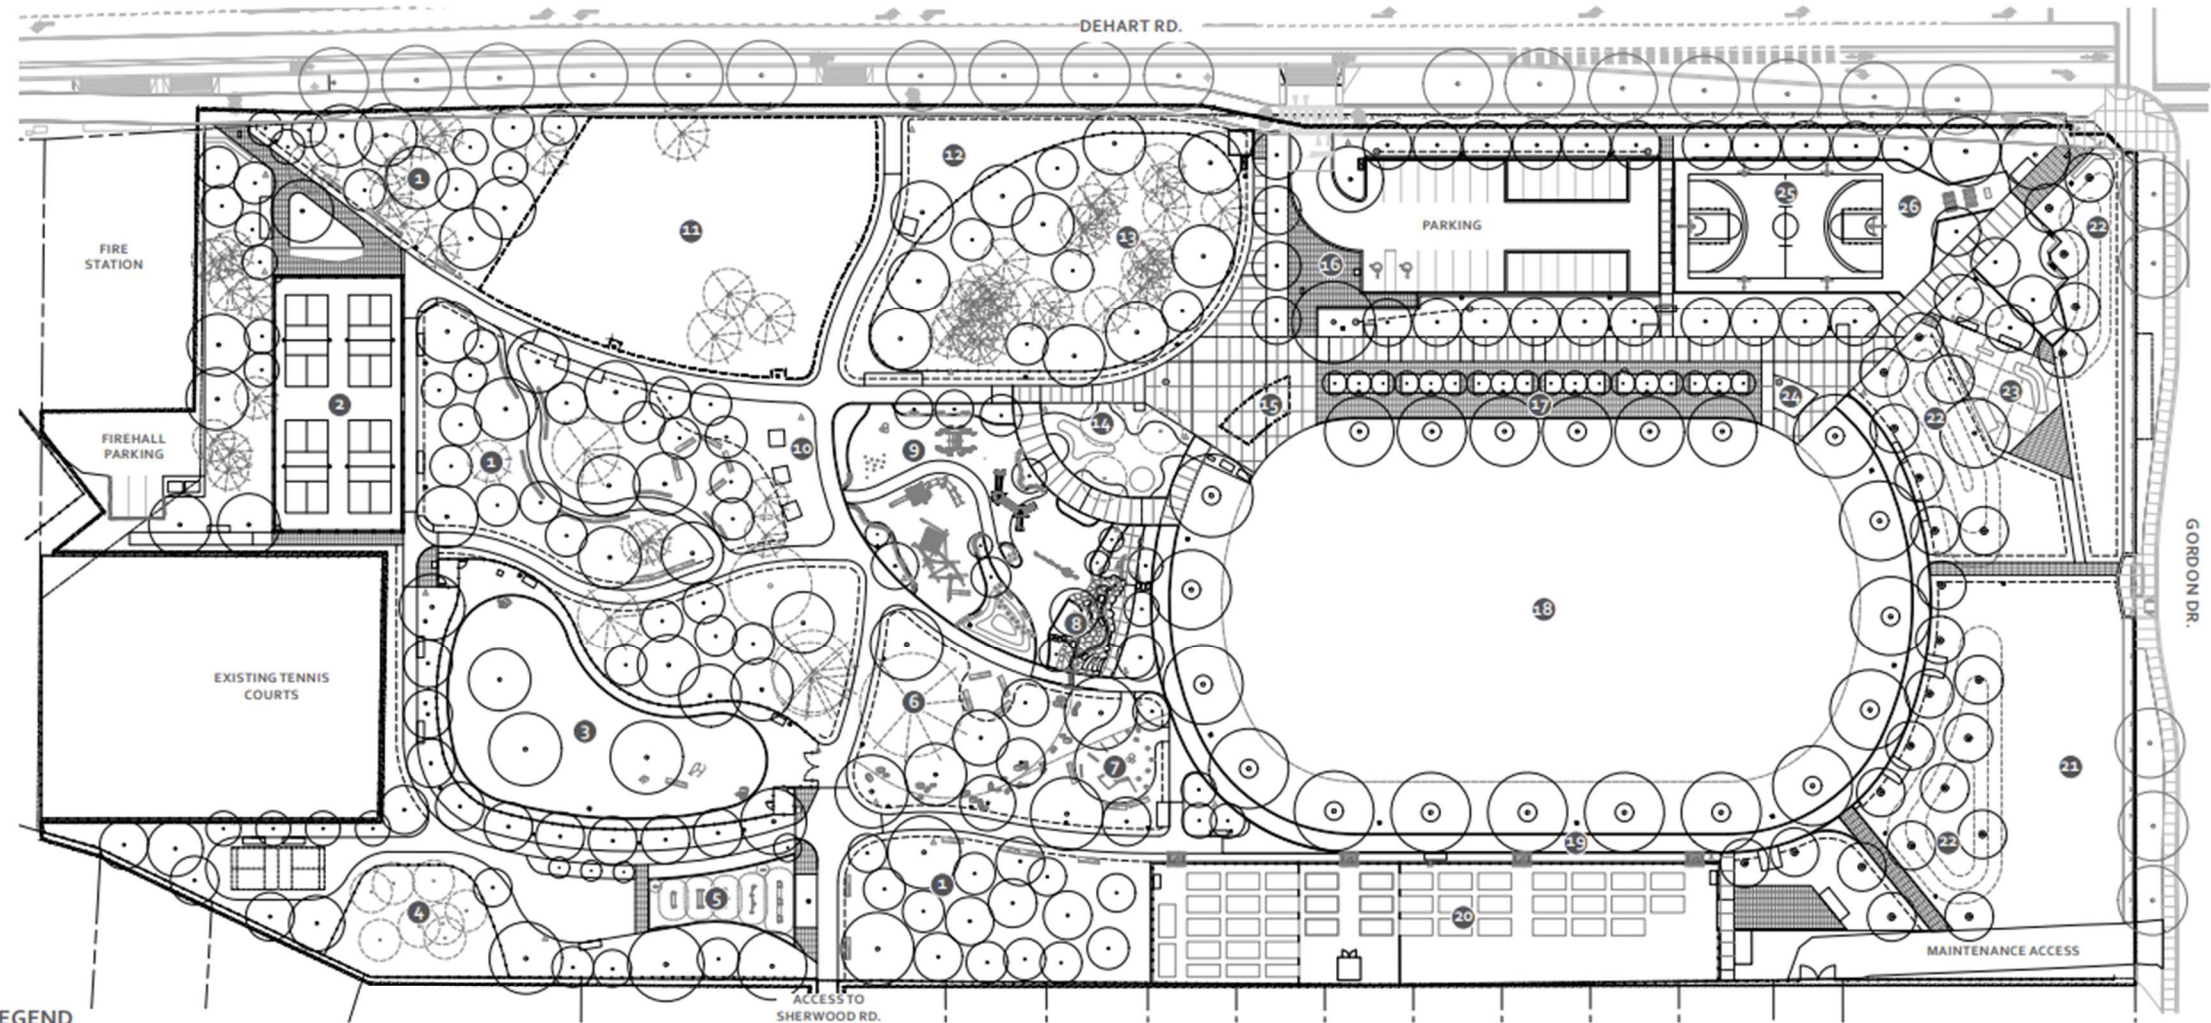 DEHART RD.
12
1
25
26
11
13
22
FIRE
STATION
PARKING
16
2
15
17
24
23
22
14
FIREHALL
PARKING
1
10
9
GORDON DR.
18
8
EXISTING TENNIS
COURTS
6
3
7
21
19
22
1
5
4
20
MAINTENANCE ACCESS
ACCESS TO
SHERWOOD RD.
EGEND